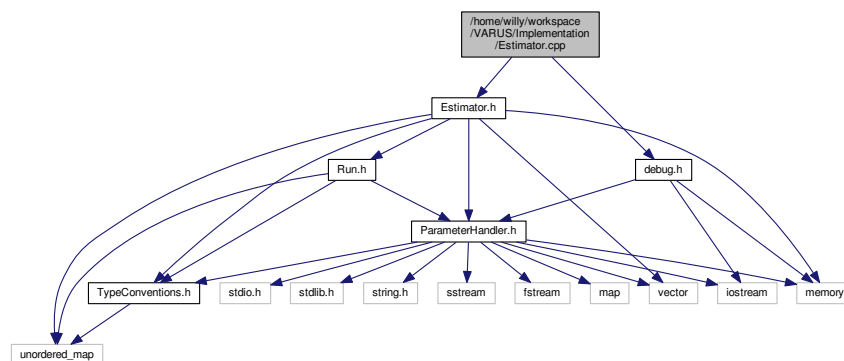 /home/willy/workspace
/VARUS/Implementation
/Estimator.cpp
Estimator.h
Run.h
debug.h
ParameterHandler.h
TypeConventions.h
stdio.h
stdlib.h
string.h
sstream
fstream
map
vector
iostream
memory
unordered_map